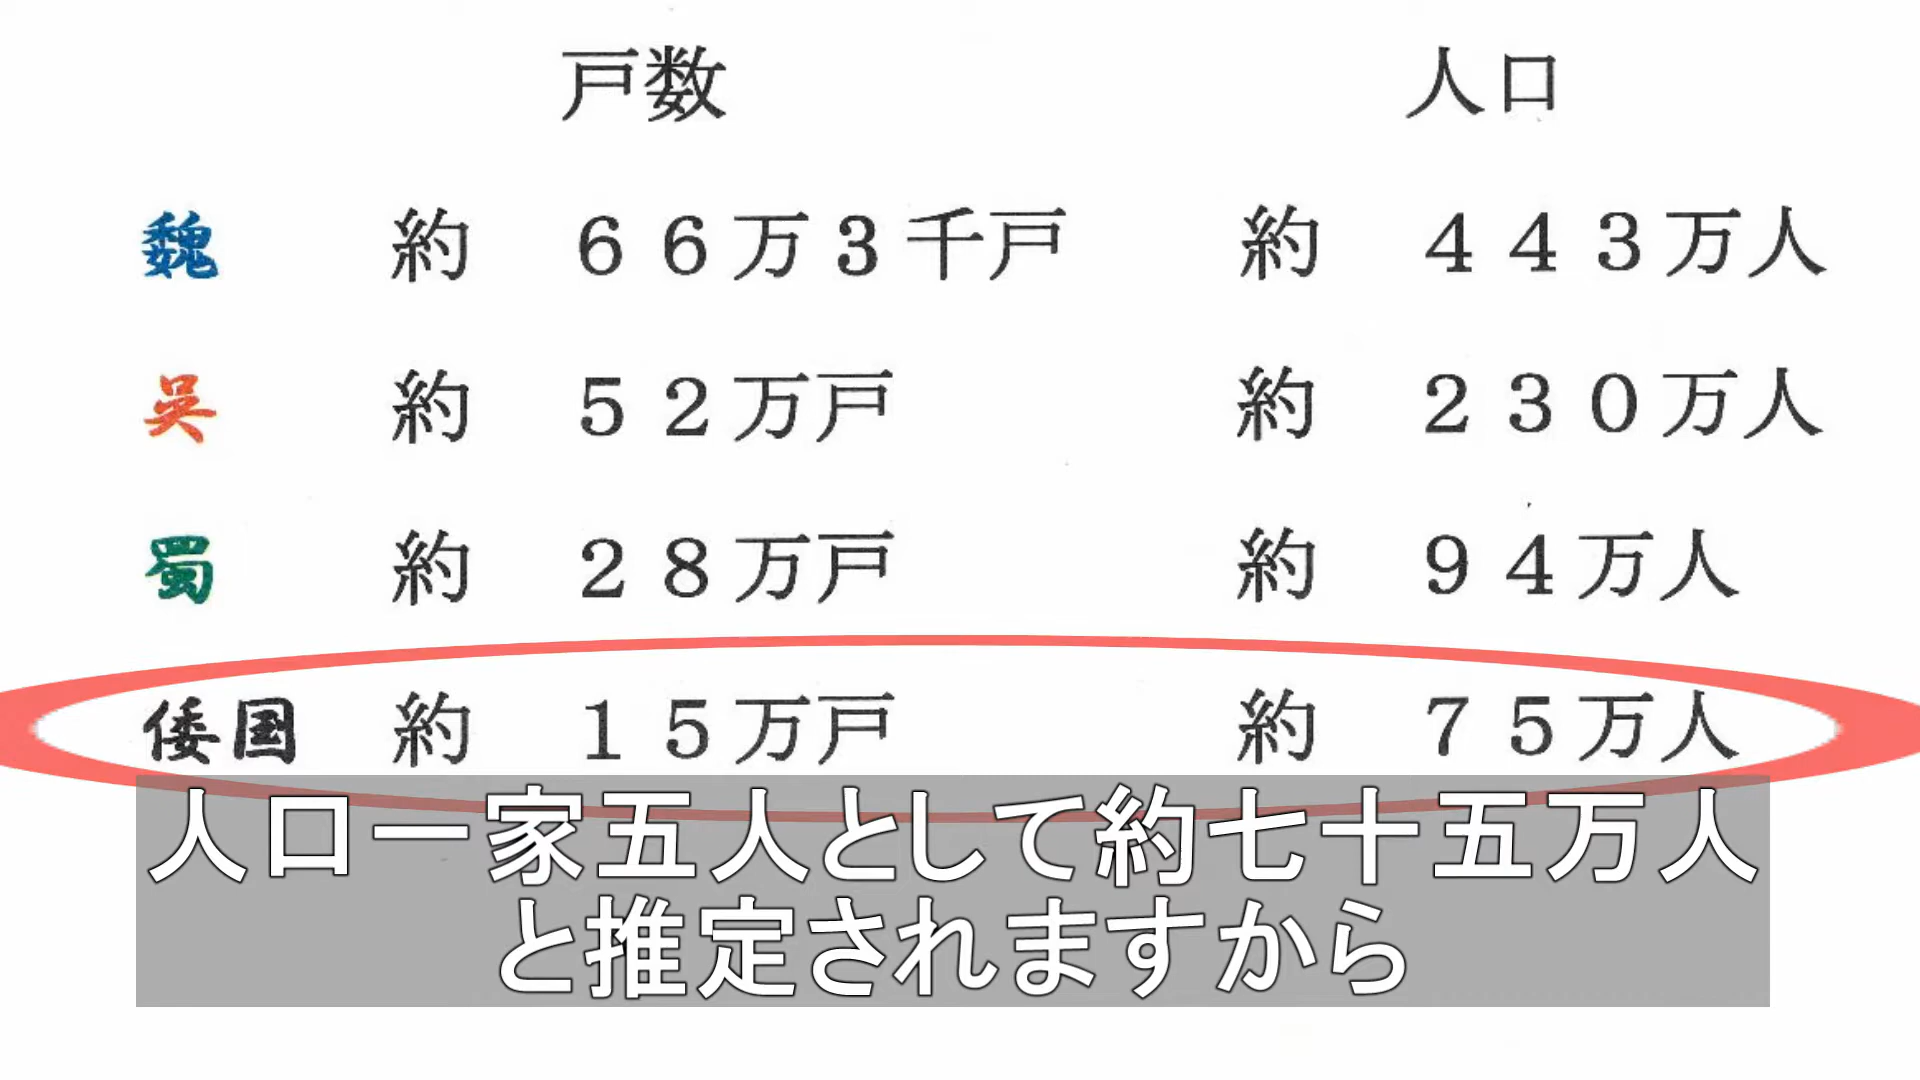 戸数 人口
魏 約 66万3千戸 約 443万人
呉 約 52万戸 約 230万人
蜀 約 28万戸 約 94万人
倭国 約 15万戸 約 75万人
人口一家五人として約七十五万人
と推定されますから